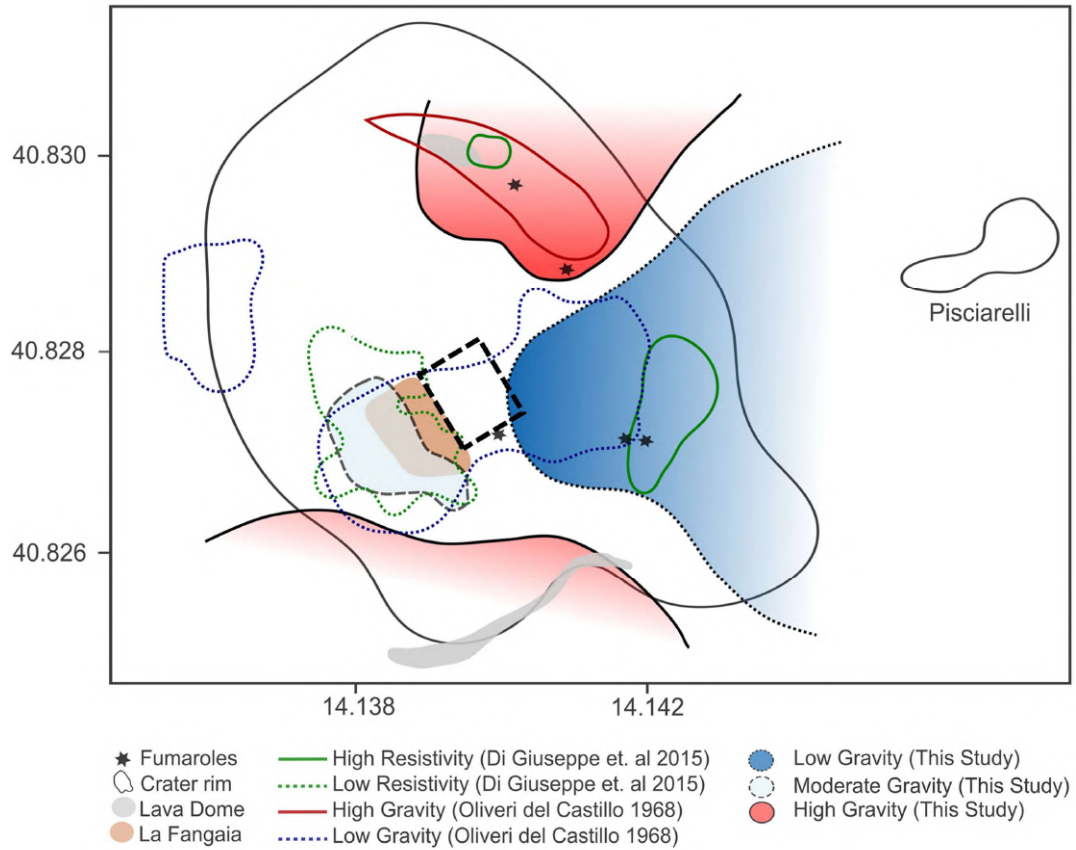 40.830
40.828
40.826
Pisciarelli
14.138
14.142
Fumaroles
Crater rim
Lava Dome
La Fangaia
High Resistivity (Di Giuseppe et. al 2015)
Low Resistivity (Di Giuseppe et. al 2015)
High Gravity (Oliveri del Castillo 1968)
Low Gravity (Oliveri del Castillo 1968)
Low Gravity (This Study)
Moderate Gravity (This Study)
High Gravity (This Study)